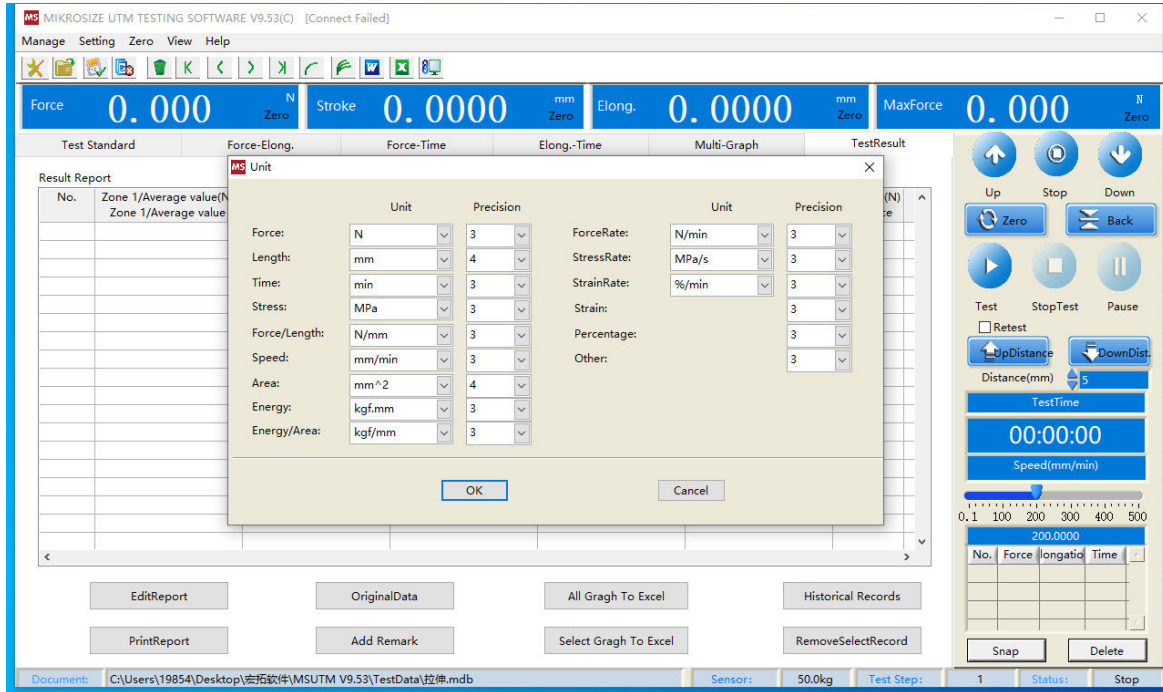 MS MIKROSIZE UTM TESTING SOFTWARE V9.53(C) [Connect Failed]
Manage Setting Zero View Help
Force 0.000 N Zero Stroke 0.0000 mm Zero Elong. 0.0000 mm Zero MaxForce 0.000 N Zero
Test Standard Force-Elong. Force-Time Elong.-Time Multi-Graph TestResult
Result Report
No. Zone 1/Average value(N (N)
Zone 1/Average value ce
MS Unit
Unit Precision Unit Precision
Force: N 3 ForceRate: N/min 3
Length: mm 4 StressRate: MPa/s 3
Time: min 3 StrainRate: %/min 3
Stress: MPa 3 Strain: 3
Force/Length: N/mm 3 Percentage: 3
Speed: mm/min 3 Other: 3
Area: mm^2 4
Energy: kgf.mm 3
Energy/Area: kgf/mm 3
OK Cancel
Up Stop Down
Zero Back
Test StopTest Pause
Retest
UpDistance DownDist.
Distance(mm) 5
TestTime
00:00:00
Speed(mm/min)
0.1 100 200 300 400 500
200.0000
No. Force longatio Time (
Snap Delete
EditReport OriginalData All Gragh To Excel Historical Records
PrintReport Add Remark Select Gragh To Excel RemoveSelectRecord
Document: C:\Users\19854\Desktop\宏拓软件\MSUTM V9.53\TestData\拉伸.mdb Sensor: 50.0kg Test Step: 1 Status: Stop